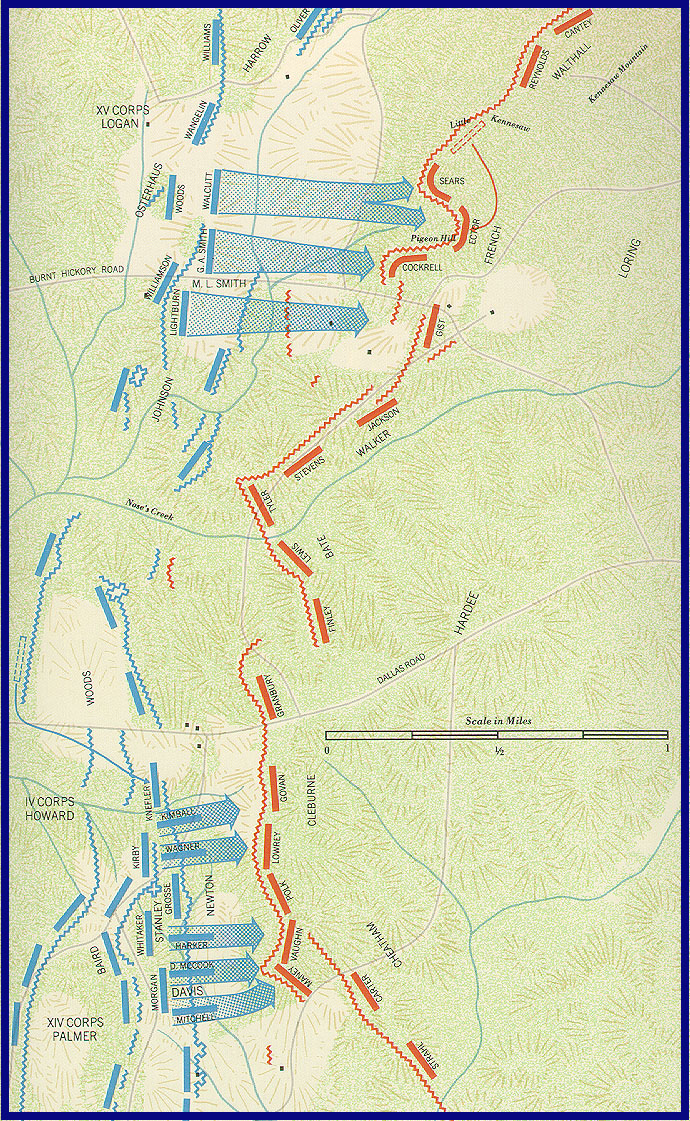 OLIVER
CANTEY
WILLIAMS
HARROW
WALTHALL
REYNOLDS
Kennesaw Mountain
XV CORPS
LOGAN
WANGELIN
Little Kennesaw
OSTERHAUS
WOODS
WALCUTT
SEARS
ECTOR
FRENCH
Pigeon Hill
LORING
G. A. SMITH
COCKRELL
BURNT HICKORY ROAD
WILLIAMSON
M. L. SMITH
LIGHTBURN
GIST
JOHNSON
JACKSON
WALKER
STEVENS
TYLER
Nose's Creek
LEWIS
BATE
FINLEY
HARDEE
WOODS
GRANBURY
DALLAS ROAD
Scale in Miles
0 ½ 1
IV CORPS
HOWARD
KNEFLER
KIMBALL
GOVAN
CLEBURNE
KIRBY
WAGNER
LOWREY
GROSSE
NEWTON
POLK
WHITAKER
STANLEY
HARKER
VAUGHN
CHEATHAM
BAIRD
D. McCOOK
MANEY
CARTER
MORGAN
DAVIS
MITCHELL
XIV CORPS
PALMER
STRAHL